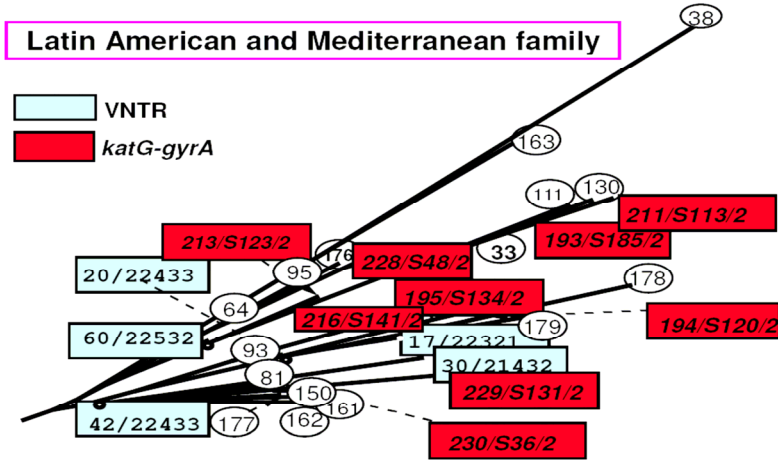 38
Latin American and Mediterranean family
VNTR
katG-gyrA
163
111
130
211/S113/2
213/S123/2
176
193/S185/2
33
95
228/S48/2
20/22433
178
195/S134/2
64
216/S141/2
179
194/S120/2
60/22532
17/22321
93
30/21432
81
229/S131/2
150
161
42/22433
177
162
230/S36/2